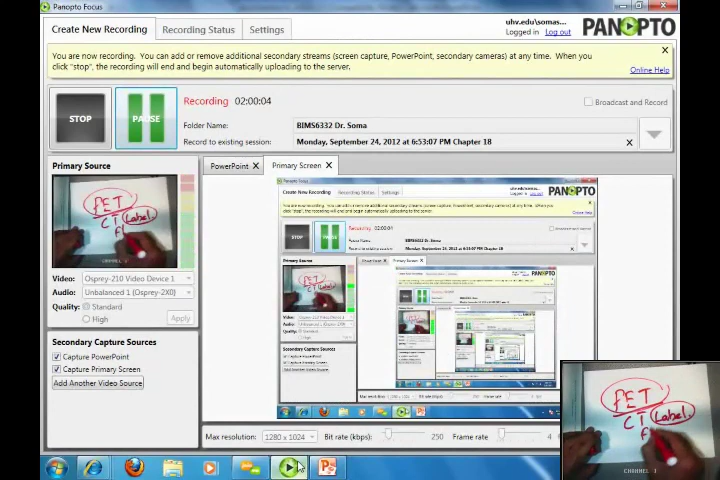 Panopto Focus
Create New Recording
Recording Status
Settings
uhv.edu\somas...
Logged in Log out
PANOPTO
You are now recording. You can add or remove additional secondary streams (screen capture, PowerPoint, secondary cameras) at any time. When you
click "stop", the recording will end and begin automatically uploading to the server.
Online Help
STOP
PAUSE
Recording 02:00:04
Broadcast and Record
Folder Name: BIMS6332 Dr. Soma
Record to existing session: Monday, September 24, 2012 at 6:53:07 PM Chapter 18
Primary Source
PowerPoint
Primary Screen
Video: Osprey-210 Video Device 1
Audio: Unbalanced 1 (Osprey-2X0)
Quality: Standard
High
Apply
Secondary Capture Sources
Capture PowerPoint
Capture Primary Screen
Add Another Video Source
Max resolution: 1280 x 1024
Bit rate (kbps): 250
Frame rate: 4
fET
CT Label
CHANNEL 1